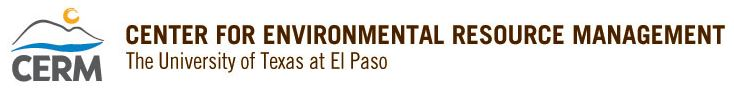 CERM
CENTER FOR ENVIRONMENTAL RESOURCE MANAGEMENT
The University of Texas at El Paso